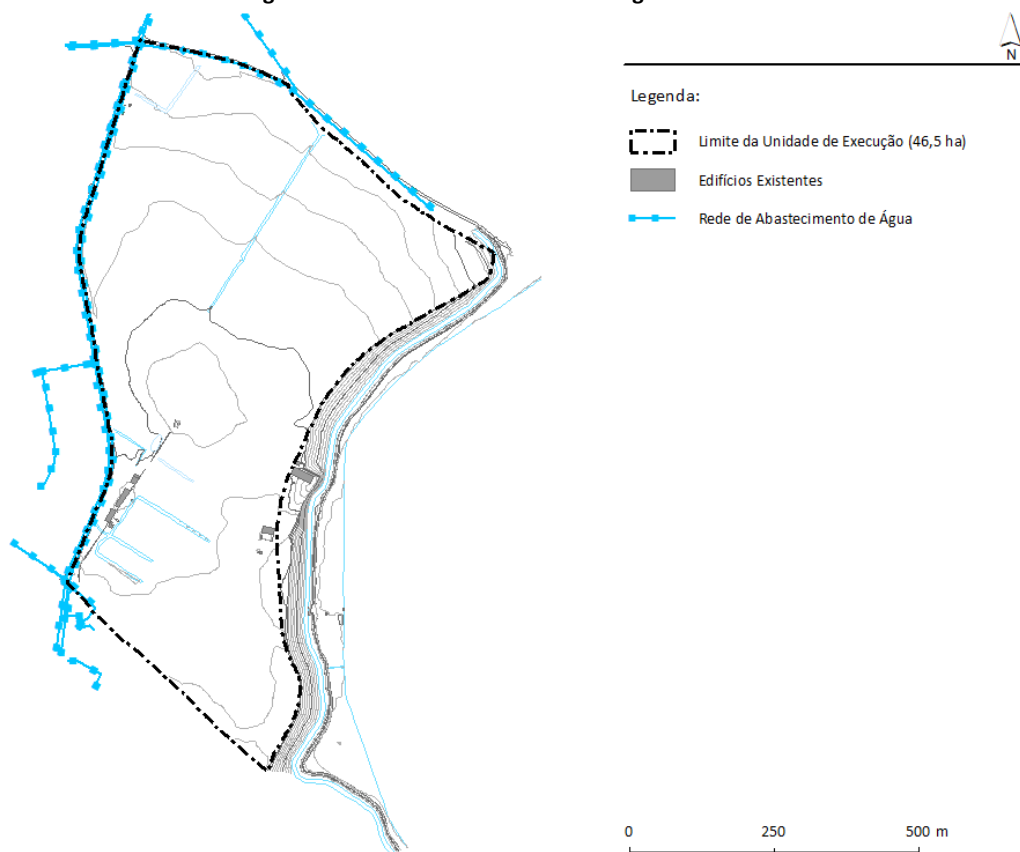 N
Legenda:
Limite da Unidade de Execução (46,5 ha)
Edifícios Existentes
Rede de Abastecimento de Água
0 250 500 m